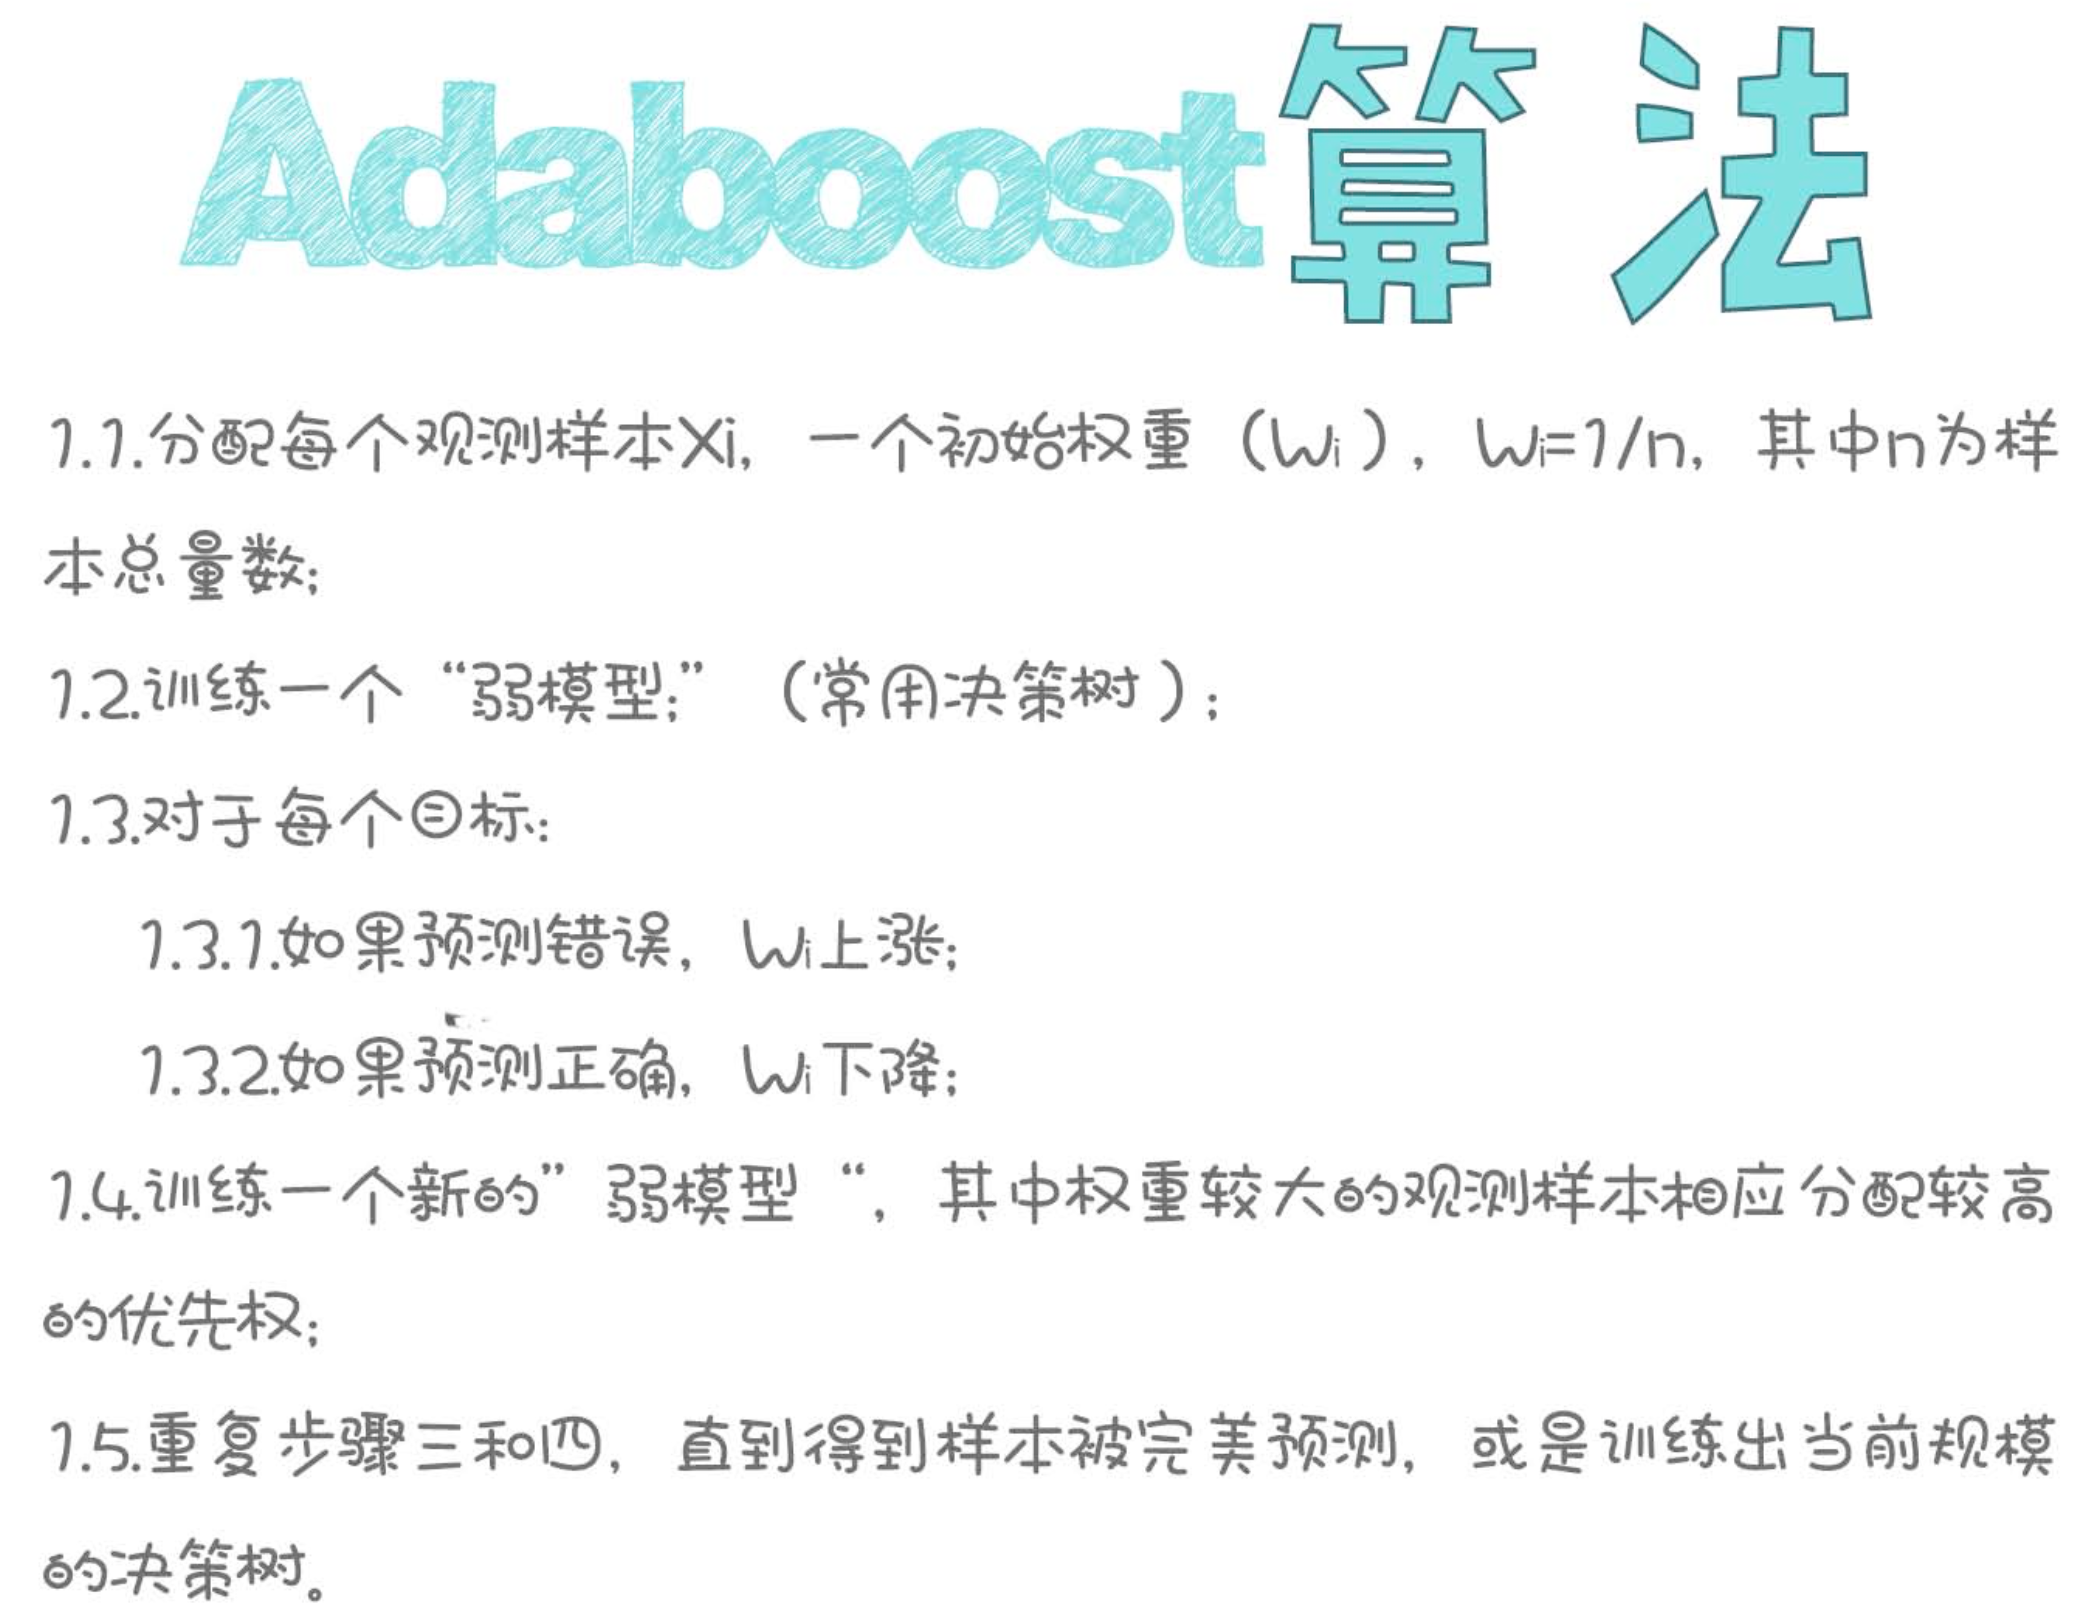 Adaboost算法
1.1.分配每个观测样本Xi,一个初始权重（Wi），Wi=1/n,其中n为样
本总量数;
1.2.训练一个“弱模型;”（常用决策树）;
1.3.对于每个目标:
1.3.1.如果预测错误,Wi上涨;
1.3.2.如果预测正确,Wi下降;
1.4.训练一个新的”弱模型“,其中权重较大的观测样本相应分配较高
的优先权;
1.5.重复步骤三和四,直到得到样本被完美预测,或是训练出当前规模
的决策树。